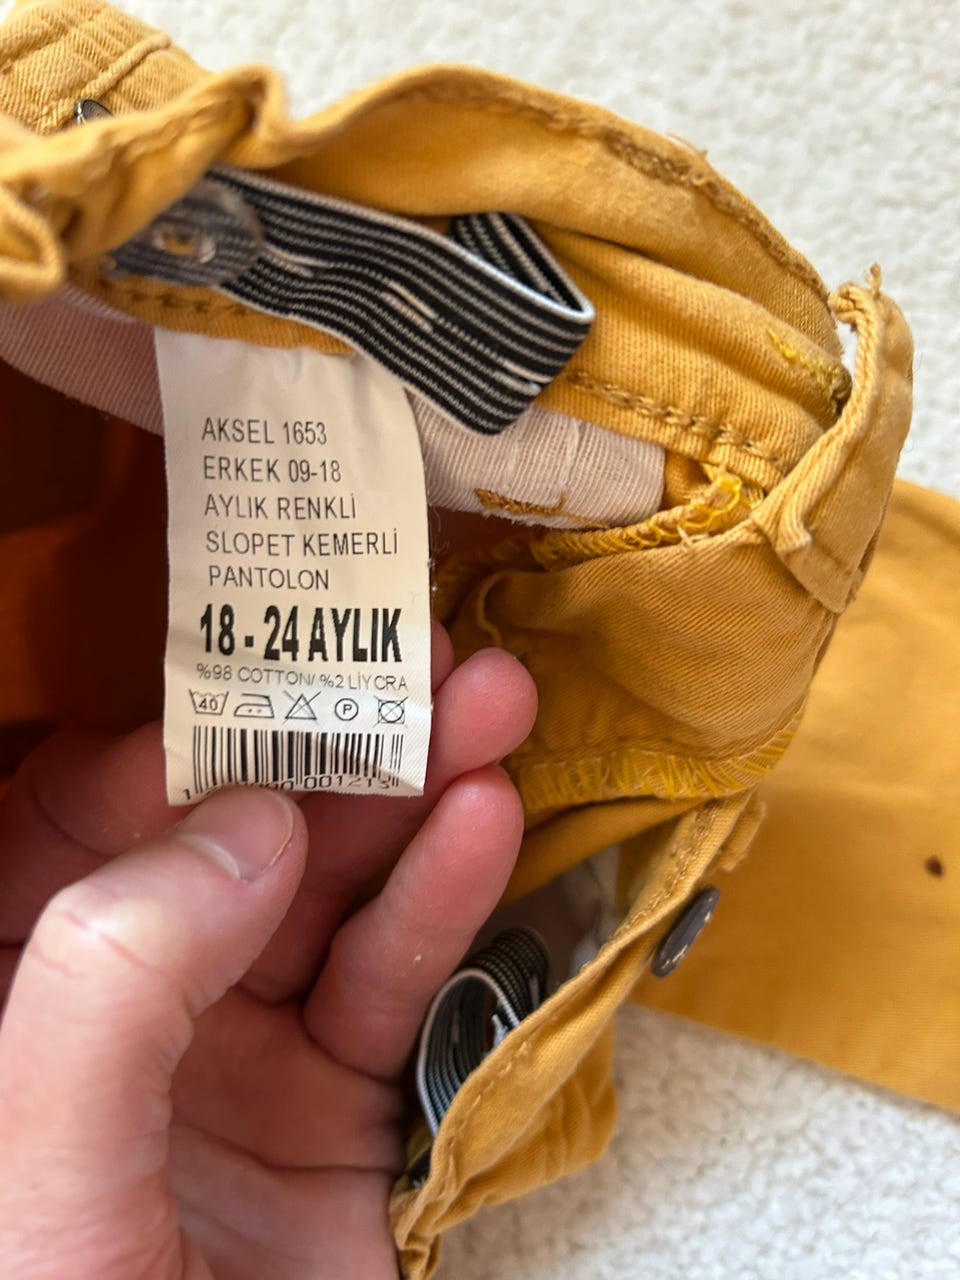 AKSEL 1653
ERKEK 09-18
AYLIK RENKLİ
SLOPET KEMERLİ
PANTOLON
18 - 24 AYLIK
%98 COTTON/ %2 LİYCRA
40
P